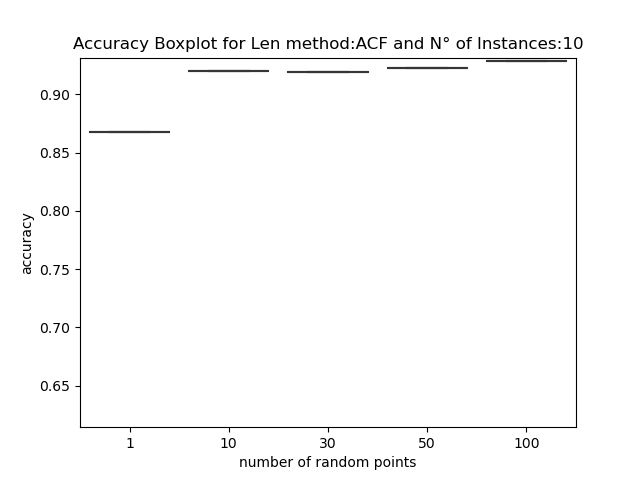 Accuracy Boxplot for Len method:ACF and N° of Instances:10
0.90
0.85
0.80
0.75
0.70
0.65
accuracy
1 10 30 50 100
number of random points